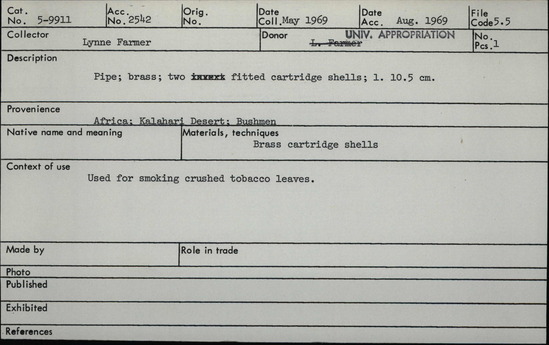 Cat. No. 5-9911 Acc. No. 2542 Orig. No. Date Coll. May 1969 Date Acc. Aug. 1969 File Code 5.5
Collector Lynne Farmer Donor UNIV. APPROPRIATION L. Farmer No. Pcs. 1
Description
Pipe; brass; two fitted cartridge shells; l. 10.5 cm.
Provenience
Africa; Kalahari Desert; Bushmen
Native name and meaning Materials, techniques
Brass cartridge shells
Context of use
Used for smoking crushed tobacco leaves.
Made by Role in trade
Photo
Published
Exhibited
References